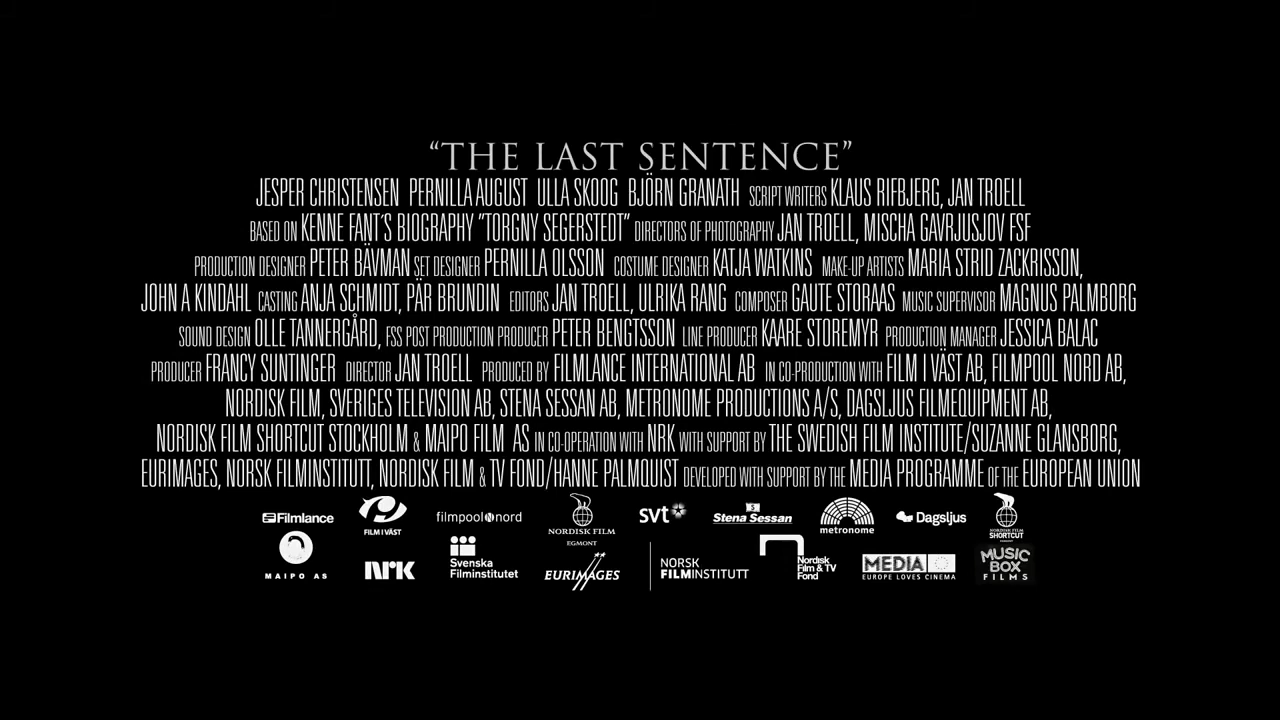 “THE LAST SENTENCE”
JESPER CHRISTENSEN PERNILLA AUGUST ULLA SKOOG BJÖRN GRANATH SCRIPT WRITERS KLAUS RIFBJERG, JAN TROELL
BASED ON KENNE FANT´S BIOGRAPHY "TORGNY SEGERSTEDT" DIRECTORS OF PHOTOGRAPHY JAN TROELL, MISCHA GAVRJUSJOV FSF
PRODUCTION DESIGNER PETER BÄVMAN SET DESIGNER PERNILLA OLSSON COSTUME DESIGNER KATJA WATKINS MAKE-UP ARTISTS MARIA STRID ZACKRISSON,
JOHN A KINDAHL CASTING ANJA SCHMIDT, PÄR BRUNDIN EDITORS JAN TROELL, ULRIKA RANG COMPOSER GAUTE STORAAS MUSIC SUPERVISOR MAGNUS PALMBORG
SOUND DESIGN OLLE TANNERGÅRD, FSS POST PRODUCTION PRODUCER PETER BENGTSSON LINE PRODUCER KAARE STOREMYR PRODUCTION MANAGER JESSICA BALAC
PRODUCER FRANCY SUNTINGER DIRECTOR JAN TROELL PRODUCED BY FILMLANCE INTERNATIONAL AB IN CO-PRODUCTION WITH FILM I VÄST AB, FILMPOOL NORD AB,
NORDISK FILM, SVERIGES TELEVISION AB, STENA SESSAN AB, METRONOME PRODUCTIONS A/S, DAGSLJUS FILMEQUIPMENT AB,
NORDISK FILM SHORTCUT STOCKHOLM & MAIPO FILM AS IN CO-OPERATION WITH NRK WITH SUPPORT BY THE SWEDISH FILM INSTITUTE/SUZANNE GLANSBORG,
EURIMAGES, NORSK FILMINSTITUTT, NORDISK FILM & TV FOND/HANNE PALMQUIST DEVELOPED WITH SUPPORT BY THE MEDIA PROGRAMME OF THE EUROPEAN UNION
Filmlance FILM I VÄST filmpool nord NORDISK FILM EGMONT svt Stena Sessan metronome Dagsljus NORDISK FILM SHORTCUT
MAIPO AS NRK Svenska Filminstitutet EURIMAGES NORSK FILMINSTITUTT Nordisk Film & TV Fond MEDIA EUROPE LOVES CINEMA MUSIC BOX FILMS